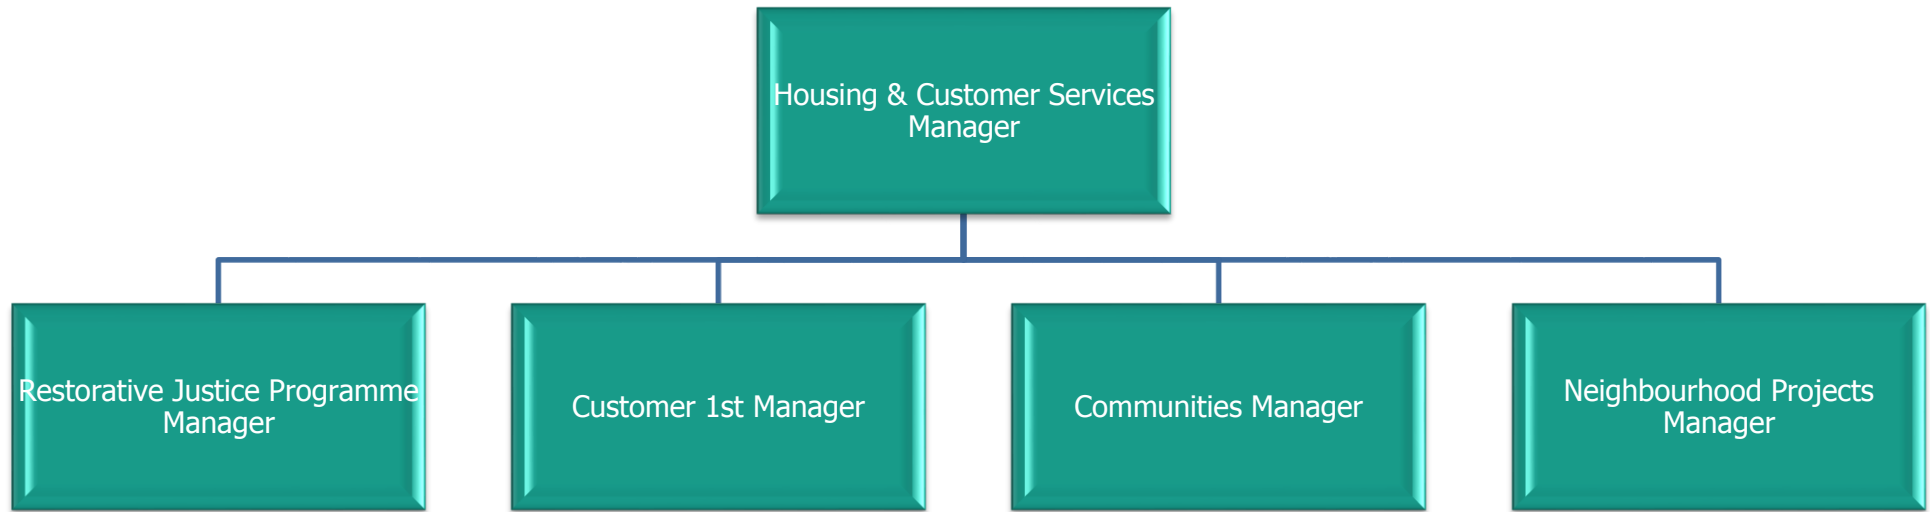 Housing & Customer Services
Manager
Restorative Justice Programme
Manager
Customer 1st Manager
Communities Manager
Neighbourhood Projects
Manager